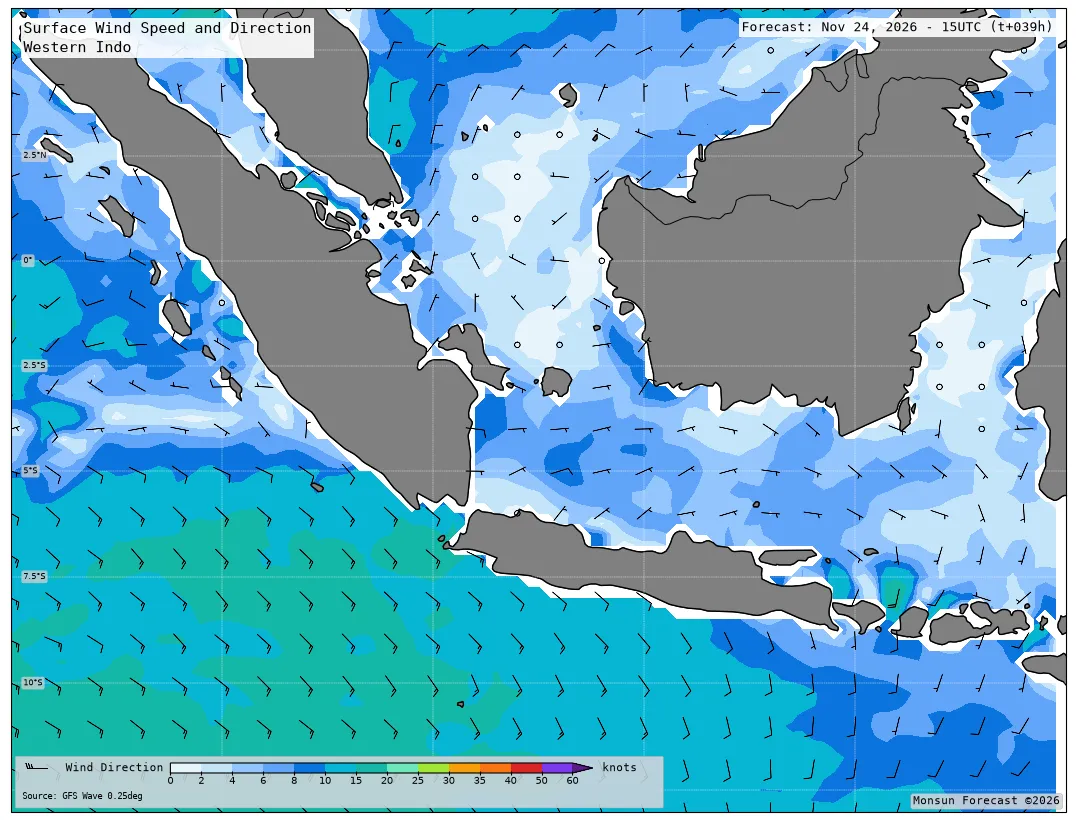 Surface Wind Speed and Direction
Western Indo
Forecast: Nov 24, 2026 - 15UTC (t+039h)
2.5°N
0°
2.5°S
5°S
7.5°S
10°S
Wind Direction
0 2 4 6 8 10 15 20 25 30 40 50 60 knots
Source: GFS Wave 0.25deg
Monsun Forecast ©2026